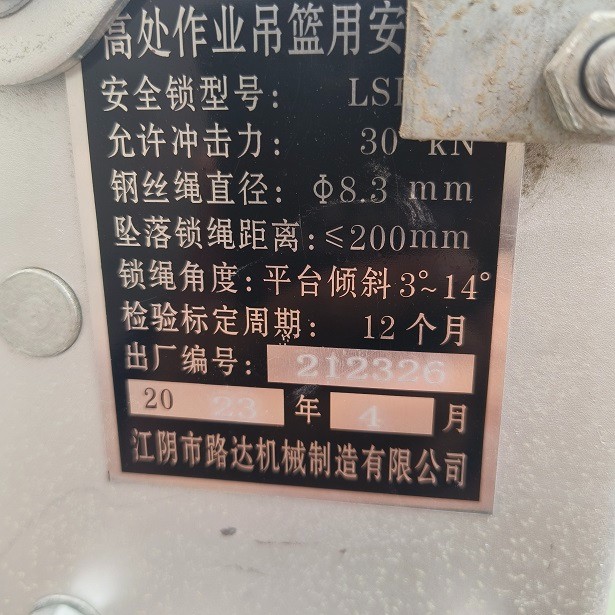 高处作业吊篮用安
安全锁型号: LS
允许冲击力: 30 kN
钢丝绳直径: Φ8.3 mm
坠落锁绳距离:≤200mm
锁绳角度:平台倾斜3°~14°
检验标定周期: 12个月
出厂编号: 212326
2023年4月
江阴市路达机械制造有限公司